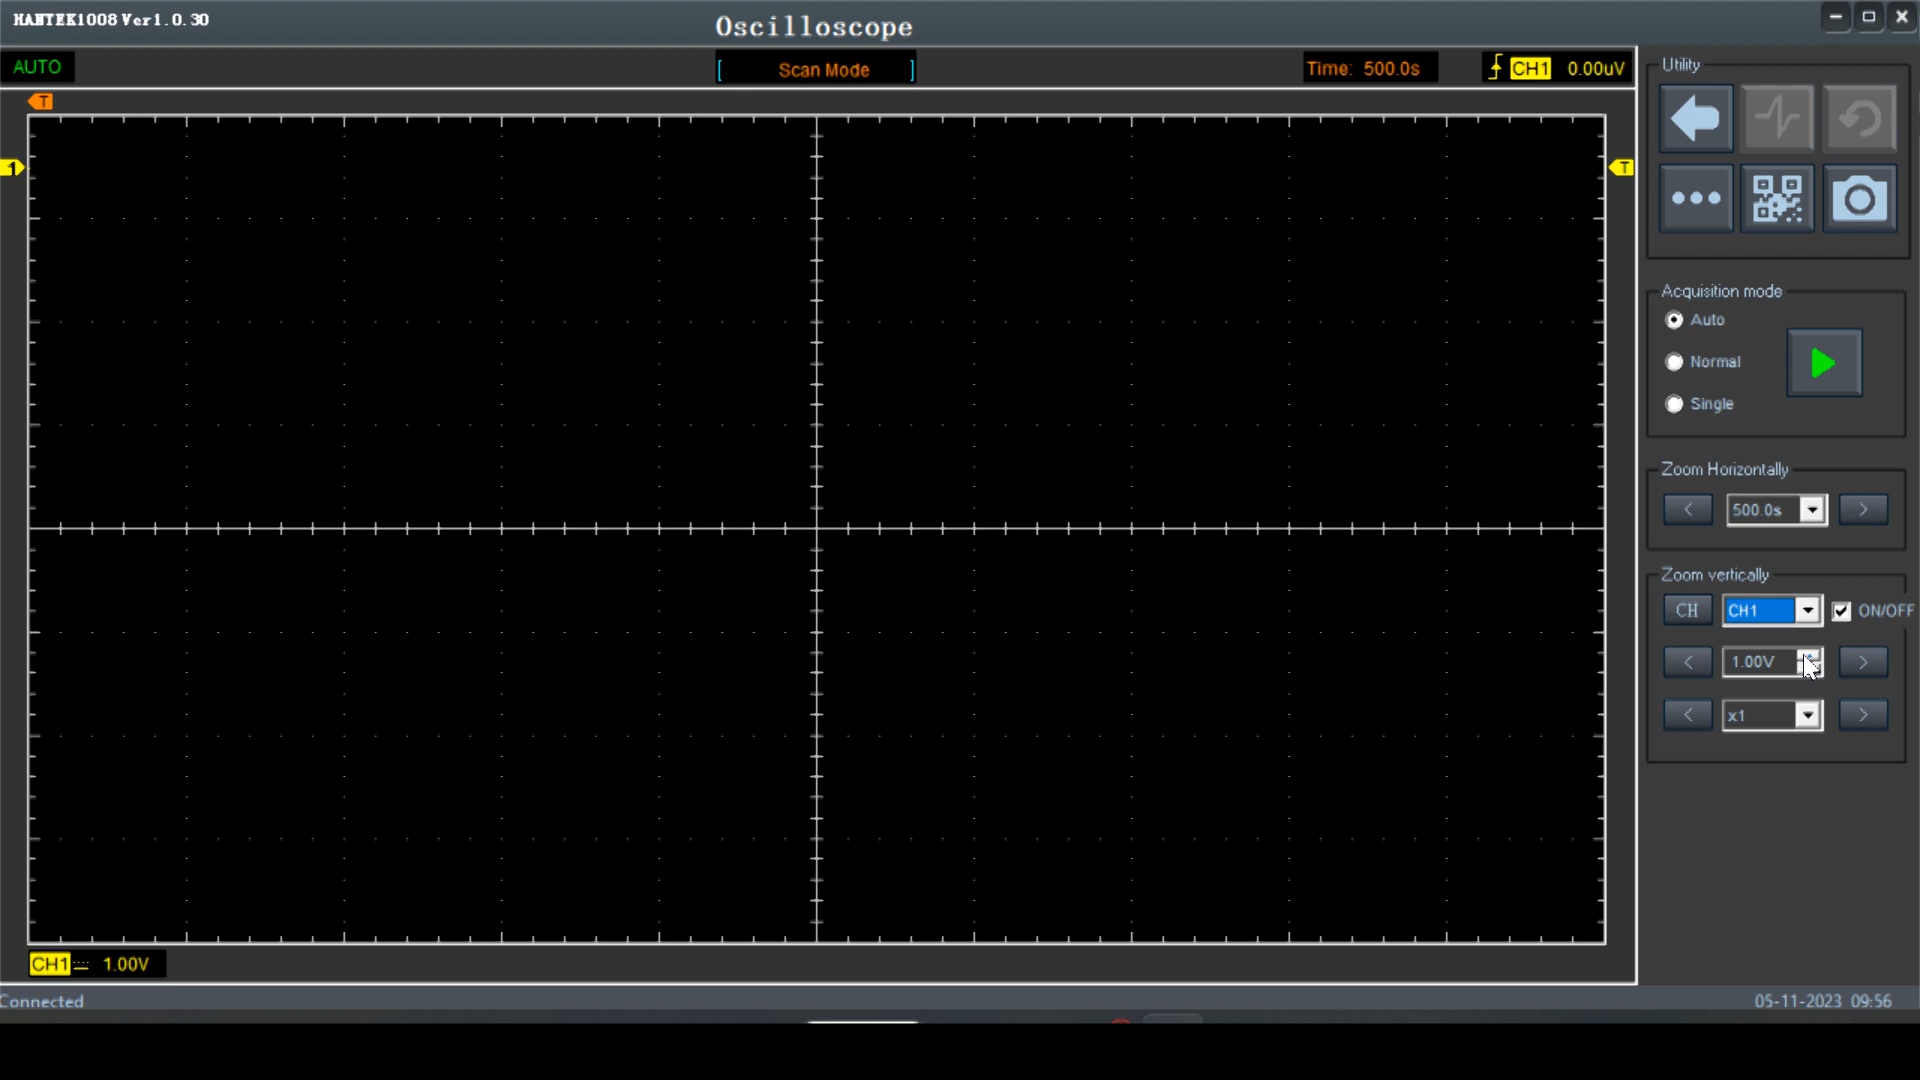 HANTEK1008 Ver1.0.30
Oscilloscope
AUTO
[ Scan Mode ]
Time: 500.0s
CH1 0.00uV
T
1
T
Utility
Acquisition mode
Auto
Normal
Single
Zoom Horizontally
< 500.0s >
Zoom vertically
CH CH1 ON/OFF
< 1.00V >
< x1 >
CH1 1.00V
Connected
05-11-2023 09:56